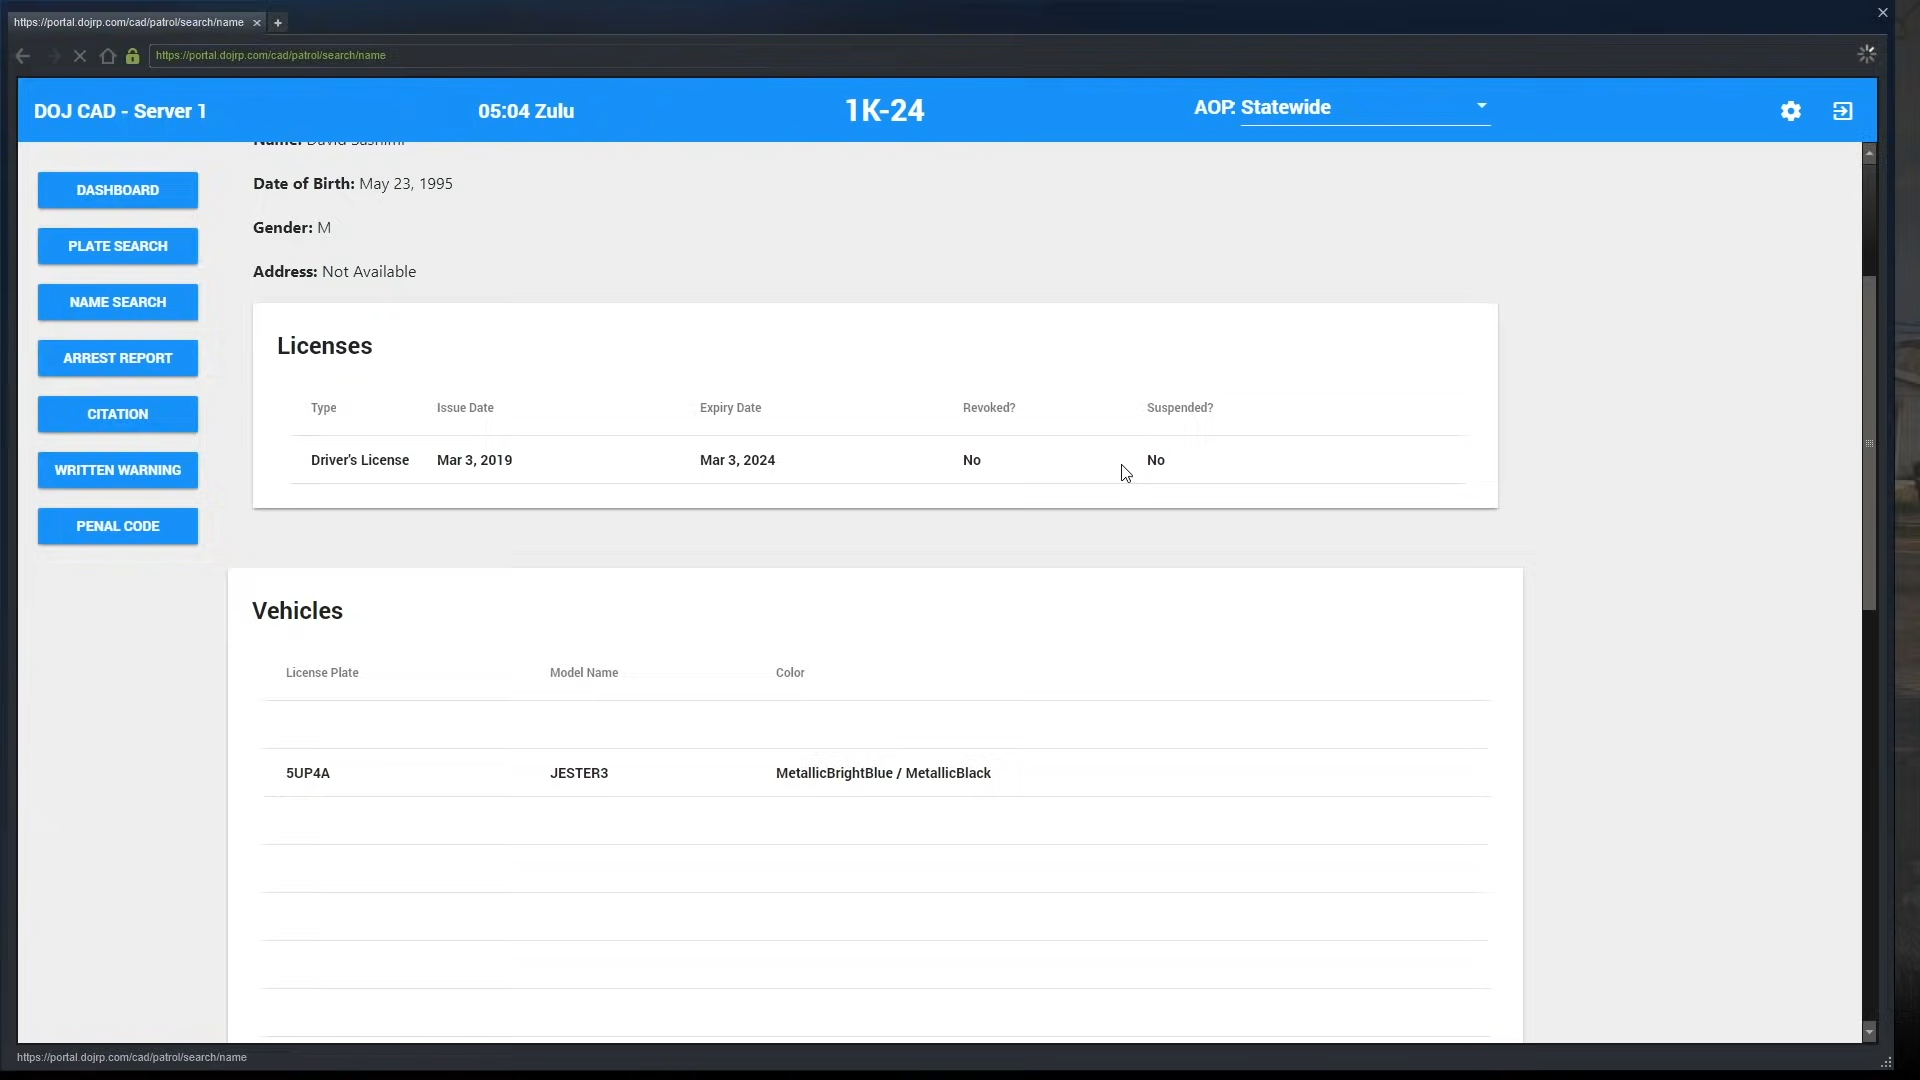 https://portal.dojrp.com/cad/patrol/search/name
https://portal.dojrp.com/cad/patrol/search/name
DOJ CAD - Server 1
05:04 Zulu
1K-24
AOP: Statewide
Name: David Sashimi
DASHBOARD
Date of Birth: May 23, 1995
PLATE SEARCH
Gender: M
Address: Not Available
NAME SEARCH
Licenses
ARREST REPORT
Type Issue Date Expiry Date Revoked? Suspended?
CITATION
Driver's License Mar 3, 2019 Mar 3, 2024 No No
WRITTEN WARNING
PENAL CODE
Vehicles
License Plate Model Name Color
5UP4A JESTER3 MetallicBrightBlue / MetallicBlack
https://portal.dojrp.com/cad/patrol/search/name